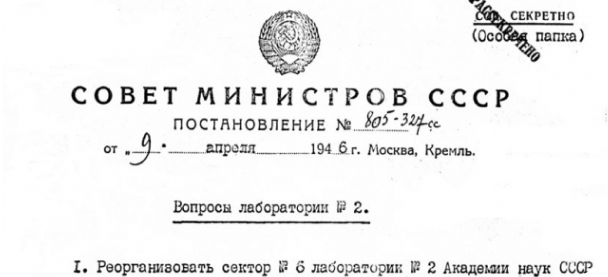 РАССЕКРЕЧЕНО
СОВ. СЕКРЕТНО
(Особая папка)
СОВЕТ МИНИСТРОВ СССР
ПОСТАНОВЛЕНИЕ № 805-327сс
от „9" апреля 1946 г. Москва, Кремль.
Вопросы лаборатории № 2.
I. Реорганизовать сектор № 6 лаборатории № 2 Академии наук СССР